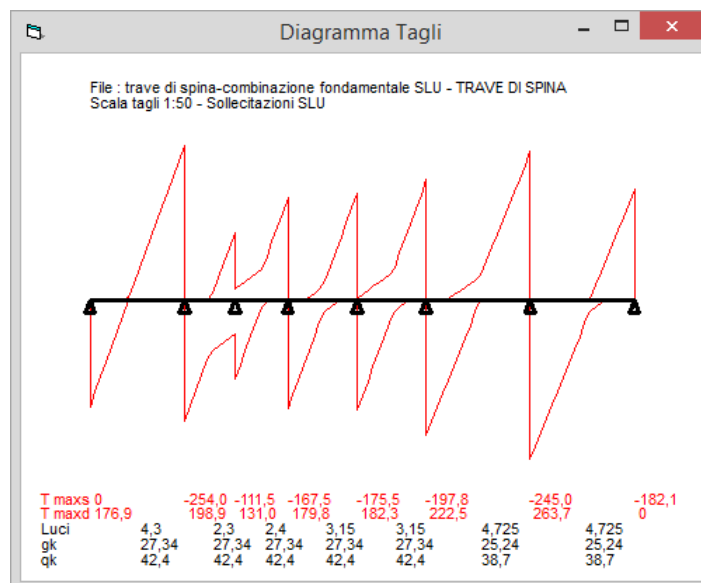 Diagramma Tagli
File : trave di spina-combinazione fondamentale SLU - TRAVE DI SPINA
Scala tagli 1:50 - Sollecitazioni SLU
T maxs 0 -254,0 -111,5 -167,5 -175,5 -197,8 -245,0 -182,1
T maxd 176,9 198,9 131,0 179,8 182,3 222,5 263,7 0
Luci 4,3 2,3 2,4 3,15 3,15 4,725 4,725
gk 27,34 27,34 27,34 27,34 27,34 25,24 25,24
qk 42,4 42,4 42,4 42,4 42,4 38,7 38,7